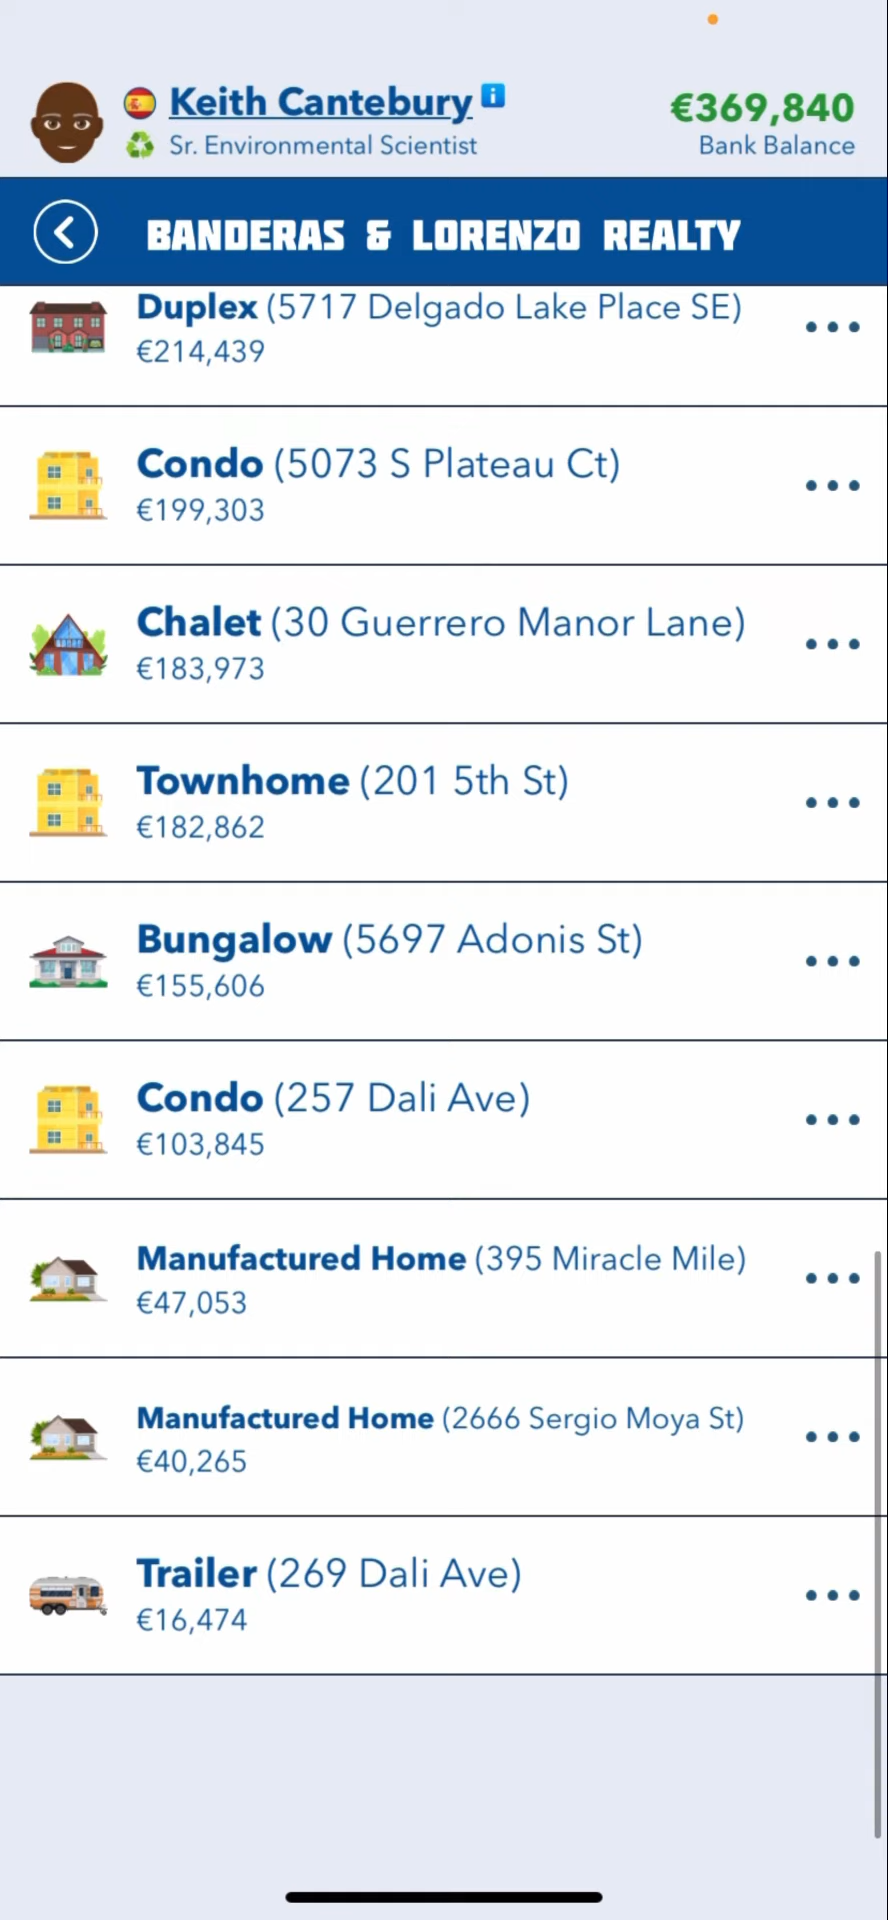 Keith Cantebury
€369,840
Sr. Environmental Scientist
Bank Balance
BANDERAS & LORENZO REALTY
Duplex (5717 Delgado Lake Place SE)
€214,439
Condo (5073 S Plateau Ct)
€199,303
Chalet (30 Guerrero Manor Lane)
€183,973
Townhome (201 5th St)
€182,862
Bungalow (5697 Adonis St)
€155,606
Condo (257 Dali Ave)
€103,845
Manufactured Home (395 Miracle Mile)
€47,053
Manufactured Home (2666 Sergio Moya St)
€40,265
Trailer (269 Dali Ave)
€16,474